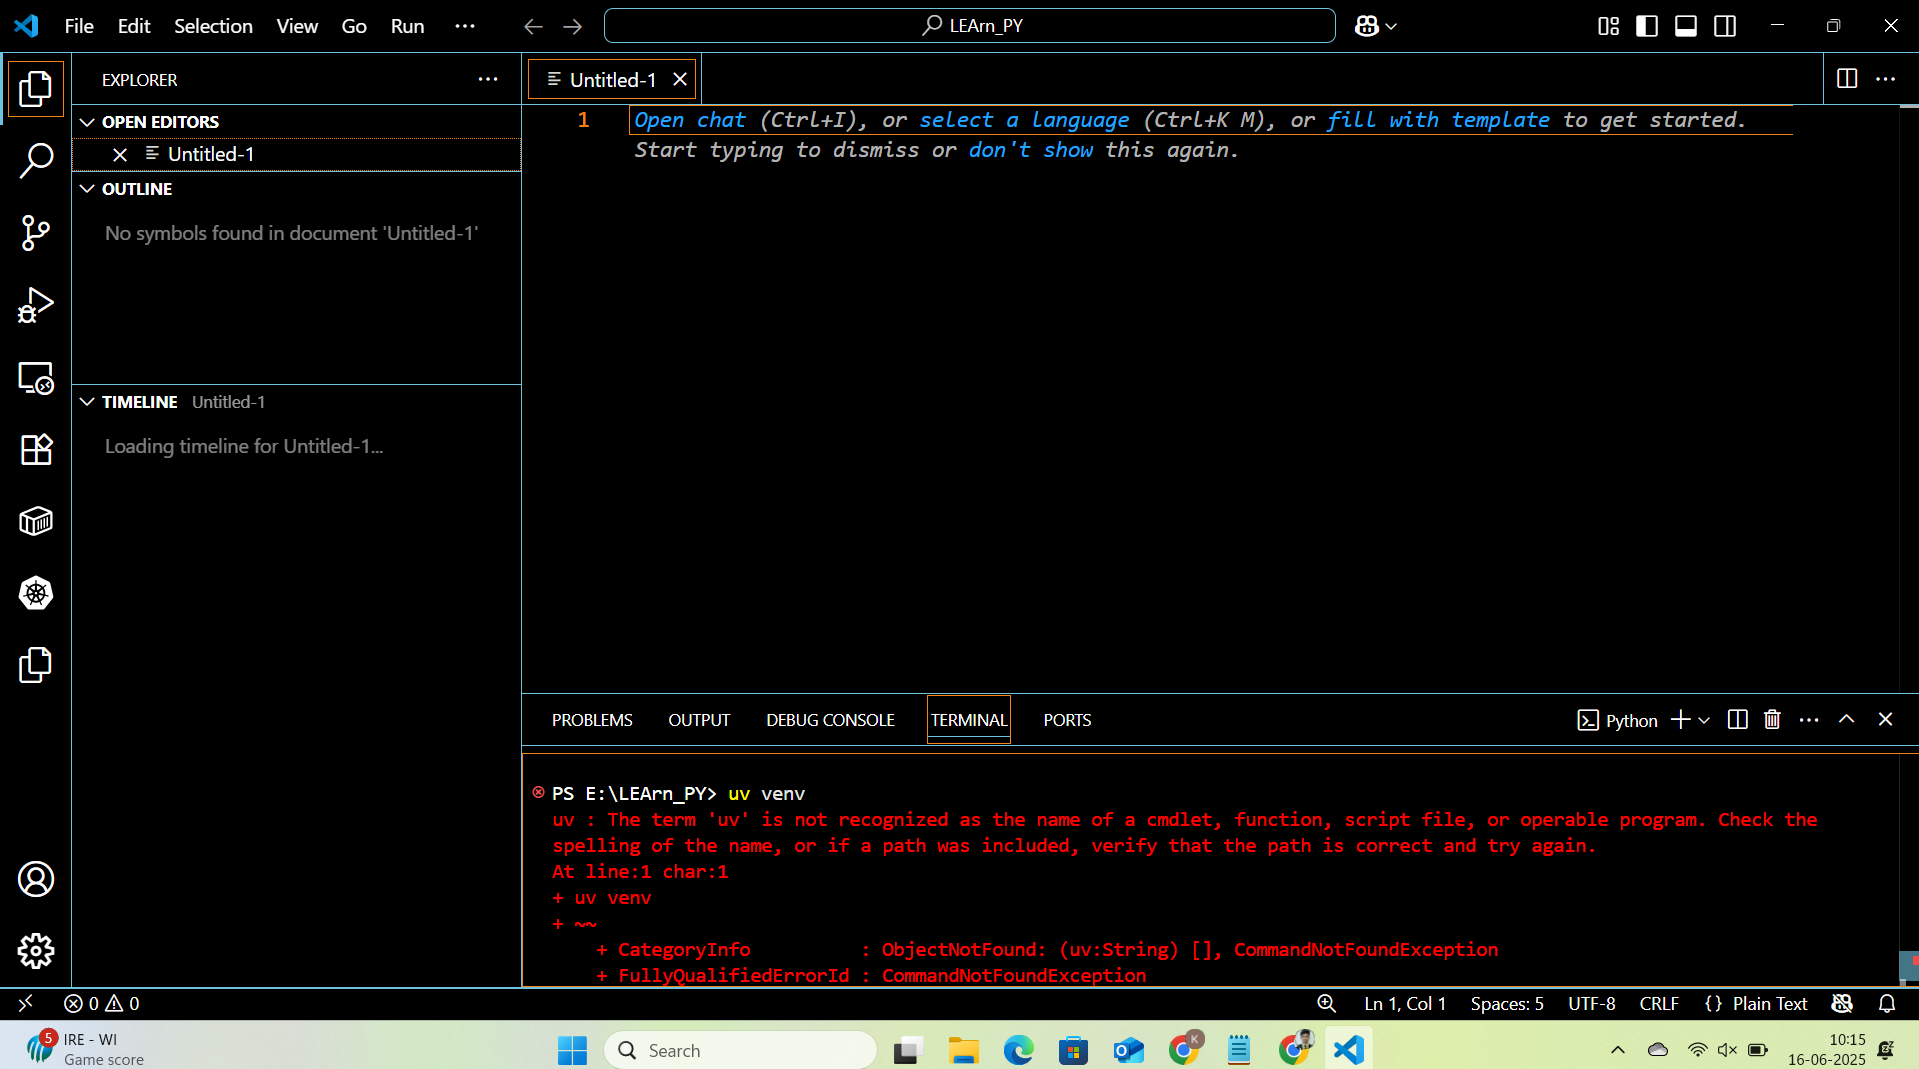 File Edit Selection View Go Run ···
LEArn_PY
EXPLORER ···
Untitled-1
OPEN EDITORS
Untitled-1
OUTLINE
No symbols found in document 'Untitled-1'
TIMELINE Untitled-1
Loading timeline for Untitled-1...
1
Open chat (Ctrl+I), or select a language (Ctrl+K M), or fill with template to get started.
Start typing to dismiss or don't show this again.
PROBLEMS OUTPUT DEBUG CONSOLE TERMINAL PORTS
Python
PS E:\LEArn_PY> uv venv
uv : The term 'uv' is not recognized as the name of a cmdlet, function, script file, or operable program. Check the
spelling of the name, or if a path was included, verify that the path is correct and try again.
At line:1 char:1
+ uv venv
+ ~~
    + CategoryInfo          : ObjectNotFound: (uv:String) [], CommandNotFoundException
    + FullyQualifiedErrorId : CommandNotFoundException
0 0
Ln 1, Col 1 Spaces: 5 UTF-8 CRLF {} Plain Text
5
IRE - WI
Game score
Search
K
10:15
16-06-2025